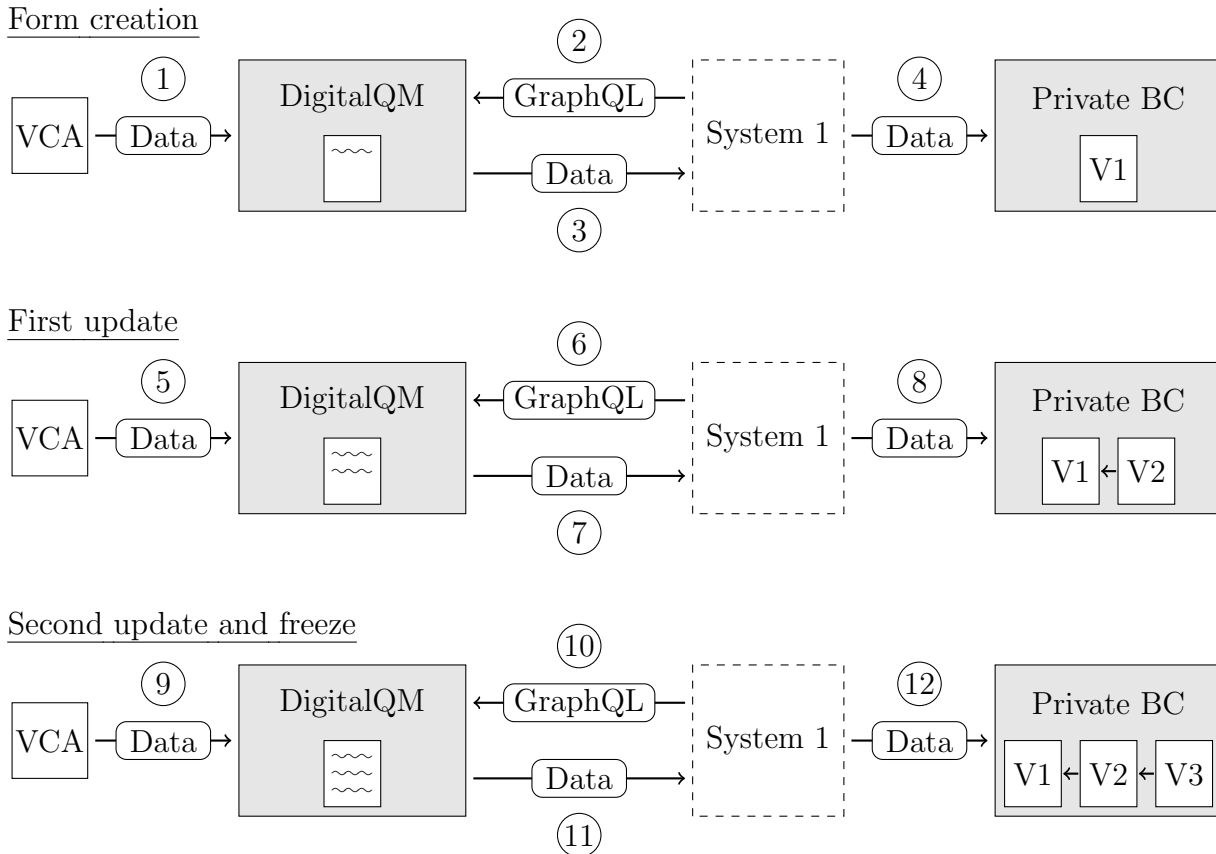 Form creation
1
2
4
VCA
Data
DigitalQM
GraphQL
Data
3
System 1
Data
Private BC
V1
First update
5
6
8
VCA
Data
DigitalQM
GraphQL
Data
7
System 1
Data
Private BC
V1
V2
Second update and freeze
9
10
12
VCA
Data
DigitalQM
GraphQL
Data
11
System 1
Data
Private BC
V1
V2
V3